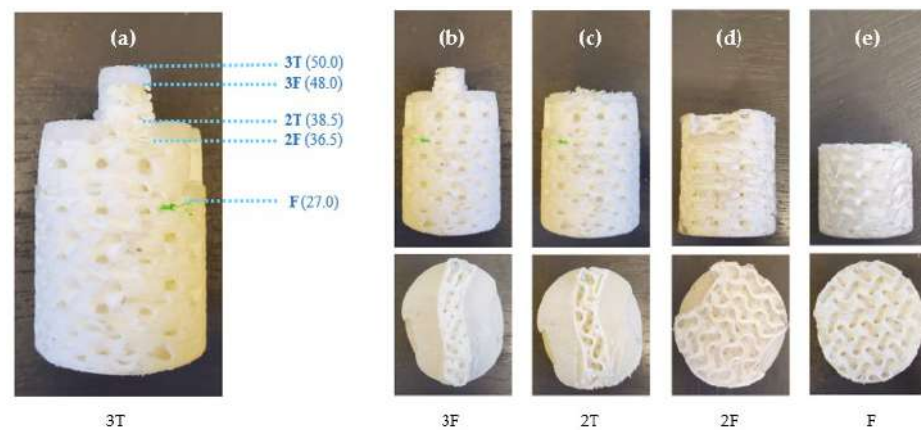 (a)
3T (50.0)
3F (48.0)
2T (38.5)
2F (36.5)
F (27.0)
(b)
(c)
(d)
(e)
3T
3F
2T
2F
F